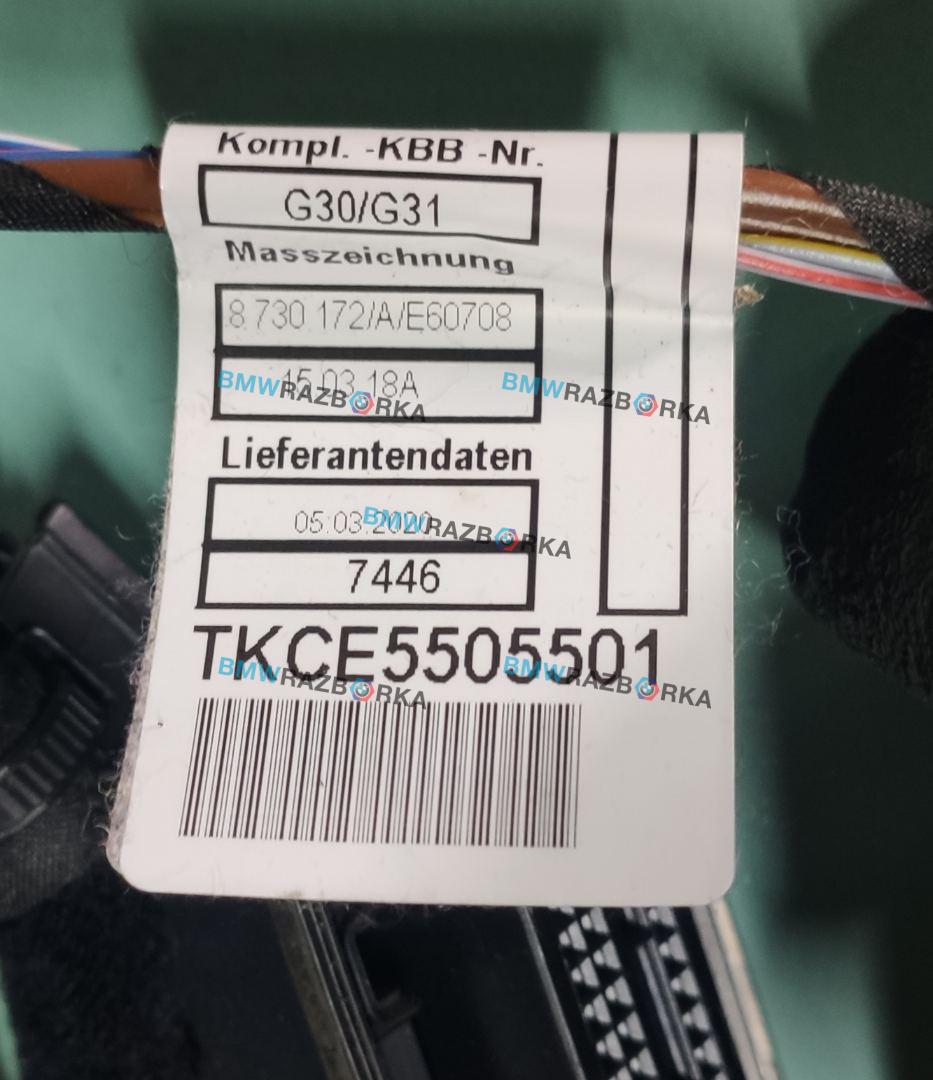 Kompl. -KBB -Nr.
G30/G31
Masszeichnung
8 730 172/A/E60708
15.03.18A
BMWRAZBORKA
BMWRAZBORKA
Lieferantendaten
05.03.2020
BMWRAZBORKA
7446
TKCE5505501
BMWRAZBORKA
BMWRAZBORKA